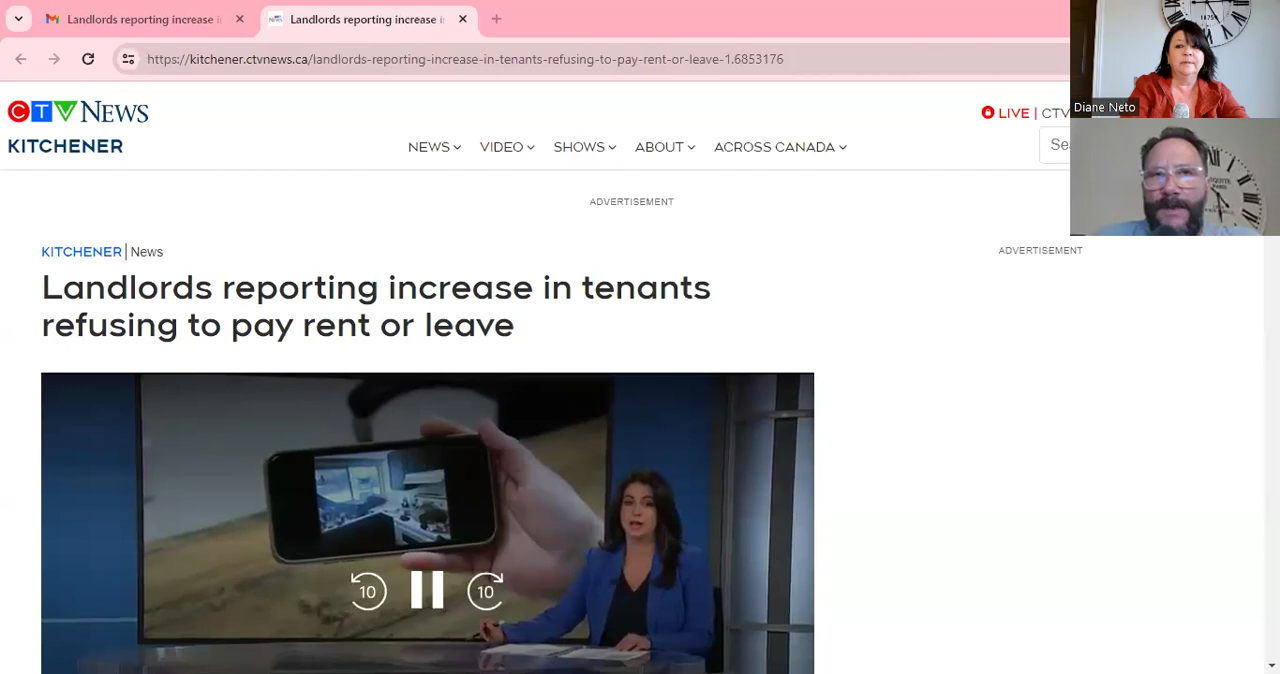 Landlords reporting increase i
Landlords reporting increase i
https://kitchener.ctvnews.ca/landlords-reporting-increase-in-tenants-refusing-to-pay-rent-or-leave-1.6853176
Diane Neto
CTV News
KITCHENER
LIVE | CTV
NEWS
VIDEO
SHOWS
ABOUT
ACROSS CANADA
Sea
ADVERTISEMENT
KITCHENER | News
ADVERTISEMENT
Landlords reporting increase in tenants
refusing to pay rent or leave
10
10